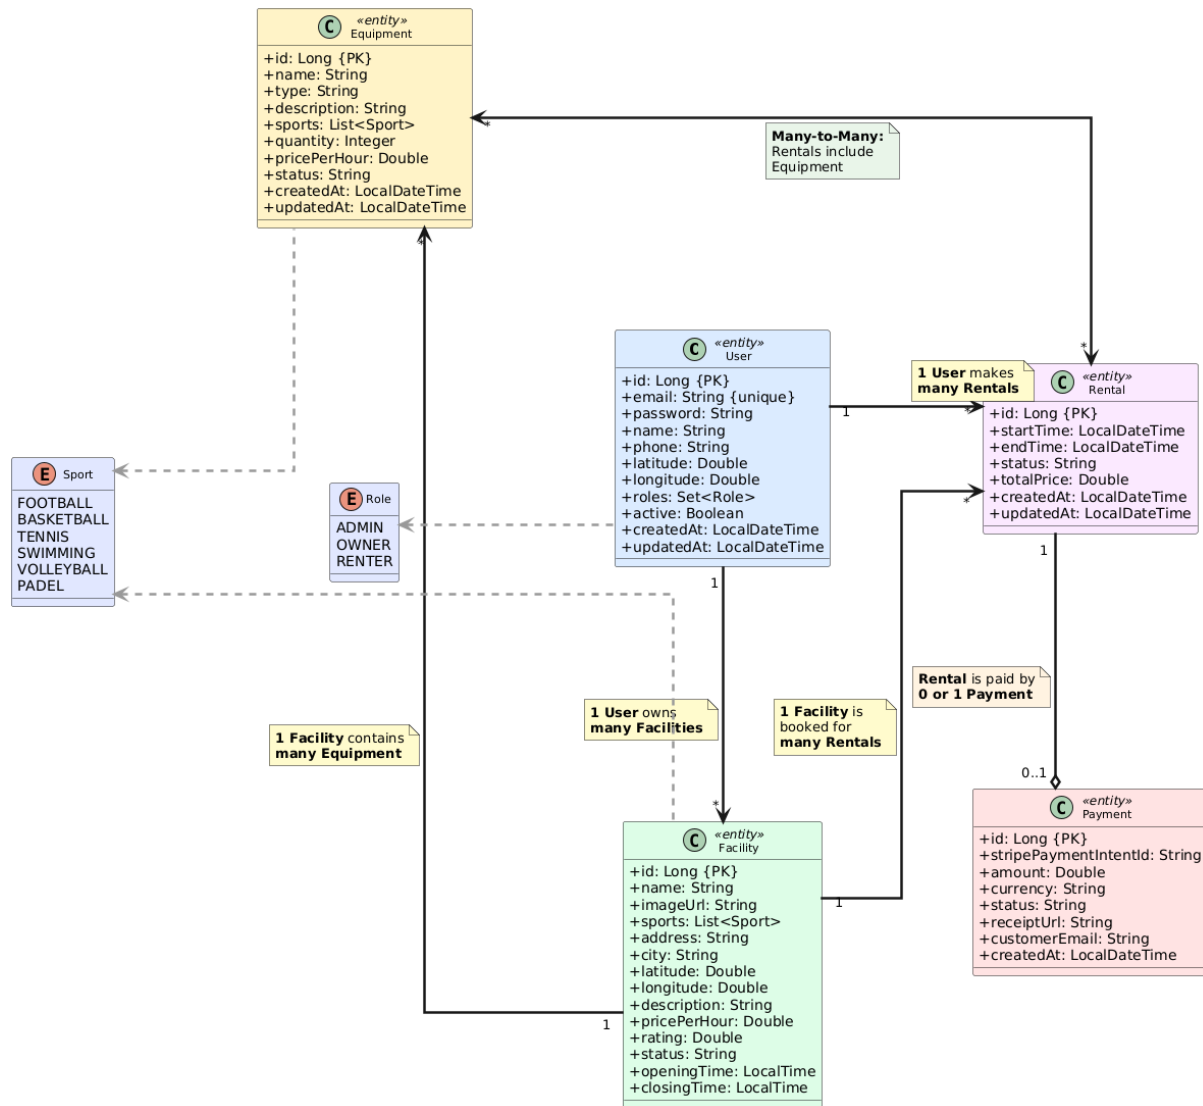 C
«entity»
Equipment
+id: Long {PK}
+name: String
+type: String
+description: String
+sports: List<Sport>
+quantity: Integer
+pricePerHour: Double
+status: String
+createdAt: LocalDateTime
+updatedAt: LocalDateTime
*
*
Many-to-Many:
Rentals include
Equipment
C
«entity»
User
+id: Long {PK}
+email: String {unique}
+password: String
+name: String
+phone: String
+latitude: Double
+longitude: Double
+roles: Set<Role>
+active: Boolean
+createdAt: LocalDateTime
+updatedAt: LocalDateTime
*
1 User makes
many Rentals
1
*
C
«entity»
Rental
+id: Long {PK}
+startTime: LocalDateTime
+endTime: LocalDateTime
+status: String
+totalPrice: Double
+createdAt: LocalDateTime
+updatedAt: LocalDateTime
*
E
Sport
FOOTBALL
BASKETBALL
TENNIS
SWIMMING
VOLLEYBALL
PADEL
E
Role
ADMIN
OWNER
RENTER
1
1
1 Facility contains
many Equipment
1 User owns
many Facilities
1 Facility is
booked for
many Rentals
Rental is paid by
0 or 1 Payment
*
0..1
C
«entity»
Facility
+id: Long {PK}
+name: String
+imageUrl: String
+sports: List<Sport>
+address: String
+city: String
+latitude: Double
+longitude: Double
+description: String
+pricePerHour: Double
+rating: Double
+status: String
+openingTime: LocalTime
+closingTime: LocalTime
1
1
C
«entity»
Payment
+id: Long {PK}
+stripePaymentIntentId: String
+amount: Double
+currency: String
+status: String
+receiptUrl: String
+customerEmail: String
+createdAt: LocalDateTime